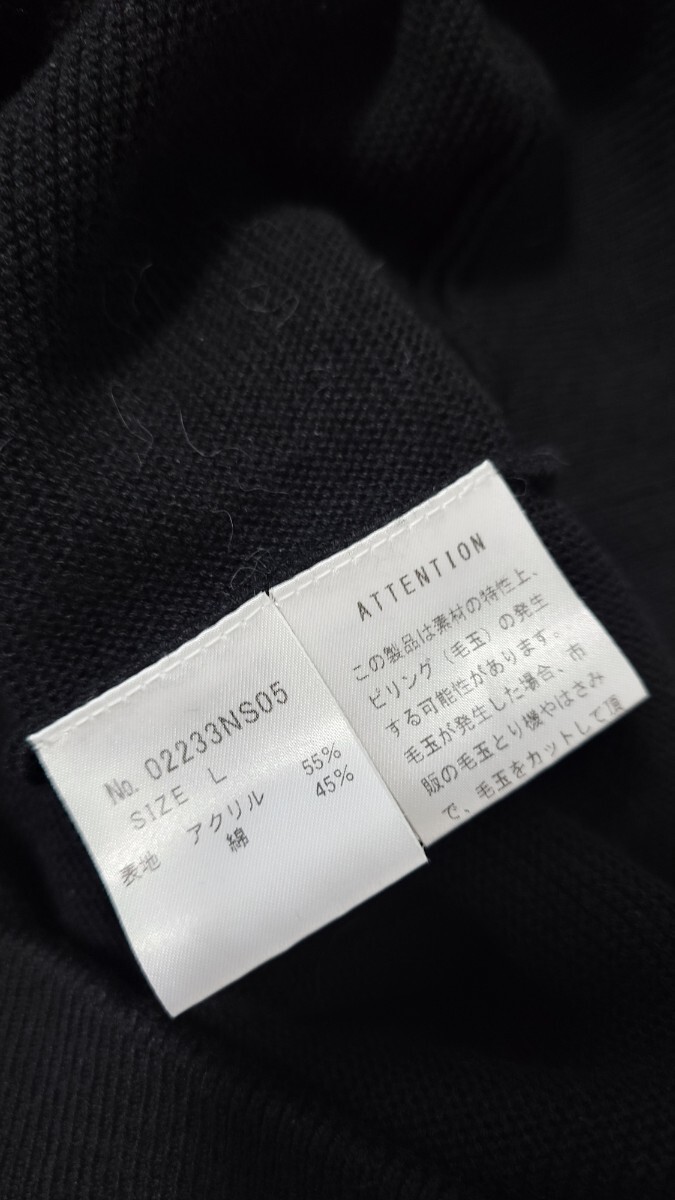 No. 02233NS05
SIZE L
表地 アクリル 55%
綿 45%
ATTENTION
この製品は素材の特性上、
ピリング(毛玉)の発生
する可能性があります。
毛玉が発生した場合、市
販の毛玉とり機やはさみ
で、毛玉をカットして頂